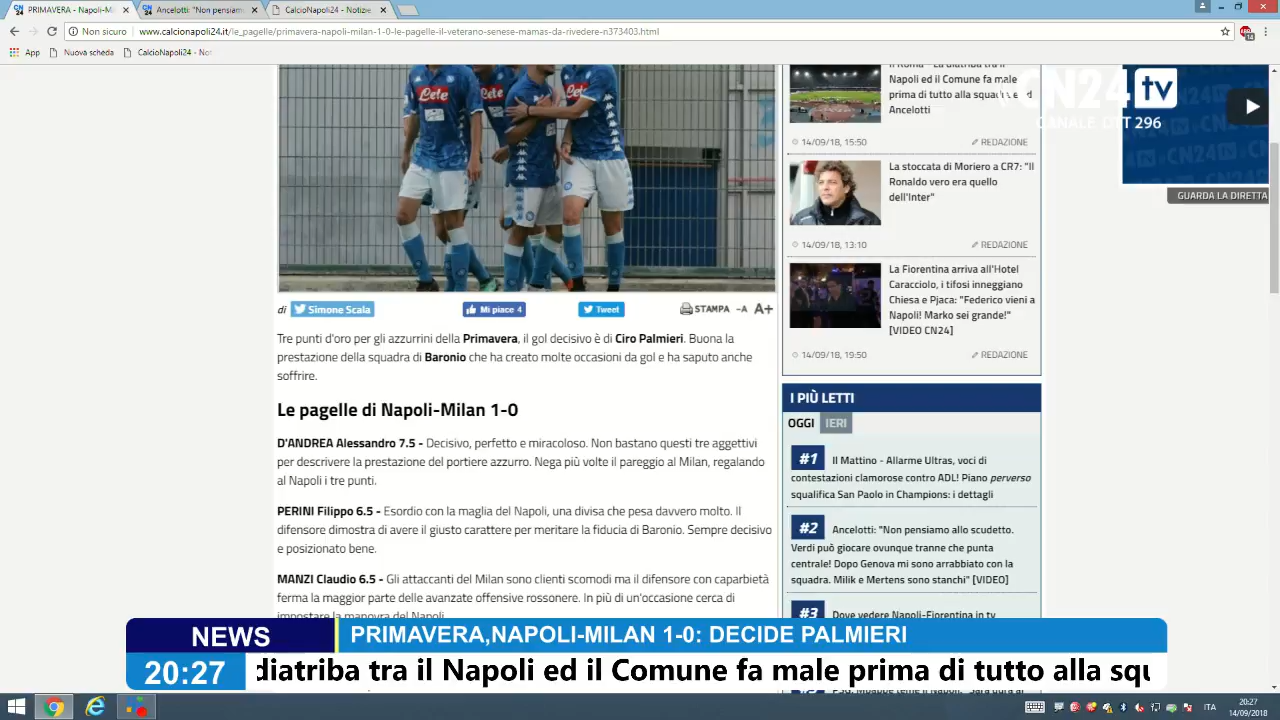 PRIMAVERA - Napoli-M
Ancelotti: "Non pensiam
CalcioNapoli24 - Notizie
Non sicuro
www.calcionapoli24.it/le_pagelle/primavera-napoli-milan-1-0-le-pagelle-il-veterano-senese-mamas-da-rivedere-n373403.html
App
Nuova scheda
CalcioNapoli24 - Not
Lete
Lete
Lete
di Simone Scala
Mi piace 4
Tweet
STAMPA -A A+
Tre punti d'oro per gli azzurrini della Primavera, il gol decisivo è di Ciro Palmieri. Buona la
prestazione della squadra di Baronio che ha creato molte occasioni da gol e ha saputo anche
soffrire.
Le pagelle di Napoli-Milan 1-0
D'ANDREA Alessandro 7.5 - Decisivo, perfetto e miracoloso. Non bastano questi tre aggettivi
per descrivere la prestazione del portiere azzurro. Nega più volte il pareggio al Milan, regalando
al Napoli i tre punti.
PERINI Filippo 6.5 - Esordio con la maglia del Napoli, una divisa che pesa davvero molto. Il
difensore dimostra di avere il giusto carattere per meritare la fiducia di Baronio. Sempre decisivo
e posizionato bene.
MANZI Claudio 6.5 - Gli attaccanti del Milan sono clienti scomodi ma il difensore con caparbietà
ferma la maggior parte delle avanzate offensive rossonere. In più di un'occasione cerca di
impostare la manovra del Napoli.
Il Roma - La diatriba tra il
Napoli ed il Comune fa male
prima di tutto alla squadra ed
Ancelotti
14/09/18, 15:50
REDAZIONE
La stoccata di Moriero a CR7: "Il
Ronaldo vero era quello
dell'Inter"
14/09/18, 13:10
REDAZIONE
La Fiorentina arriva all'Hotel
Caracciolo, i tifosi inneggiano
Chiesa e Pjaca: "Federico vieni a
Napoli! Marko sei grande!"
[VIDEO CN24]
14/09/18, 19:50
REDAZIONE
CN24 tv
CANALE DTT 296
GUARDA LA DIRETTA
I PIÙ LETTI
OGGI IERI
#1 Il Mattino - Allarme Ultras, voci di
contestazioni clamorose contro ADL! Piano perverso
squalifica San Paolo in Champions: i dettagli
#2 Ancelotti: "Non pensiamo allo scudetto.
Verdi può giocare ovunque tranne che punta
centrale! Dopo Genova mi sono arrabbiato con la
squadra. Milik e Mertens sono stanchi" [VIDEO]
#3 Dove vedere Napoli-Fiorentina in tv
NEWS
PRIMAVERA,NAPOLI-MILAN 1-0: DECIDE PALMIERI
20:27
diatriba tra il Napoli ed il Comune fa male prima di tutto alla squ
ITA
20:27
14/09/2018